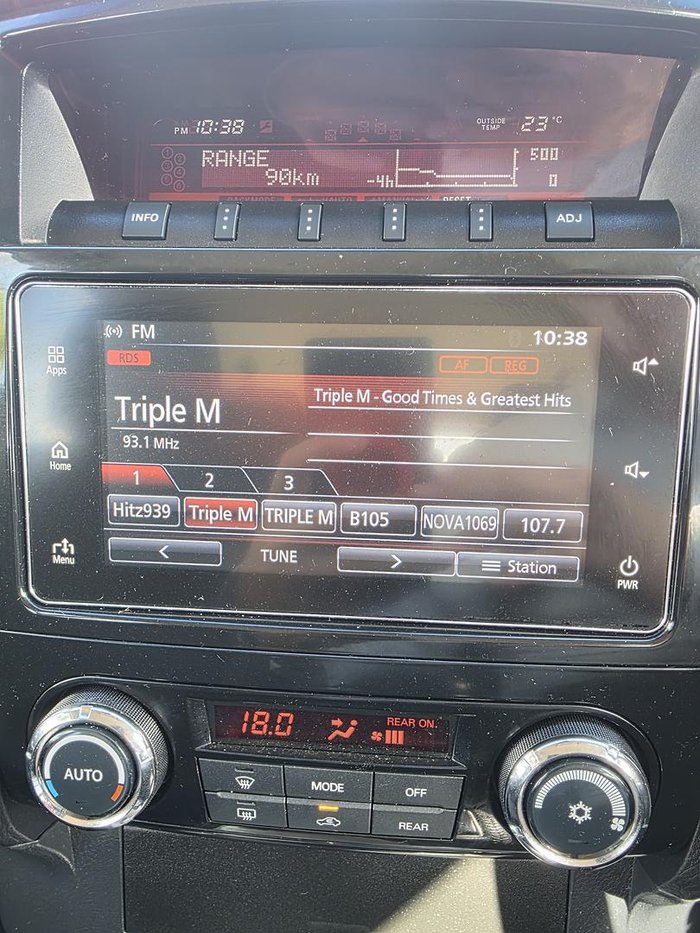 PM 10:38 OUTSIDE TEMP 23 °C
RANGE 500
90km -4h 0
RESET
INFO ADJ
FM 10:38
RDS AF REG
Apps
Triple M Triple M - Good Times & Greatest Hits
93.1 MHz
Home
1 2 3
Hitz939 Triple M TRIPLE M B105 NOVA1069 107.7
< TUNE > Station
Menu PWR
18.0 REAR ON
AUTO
MODE OFF
REAR